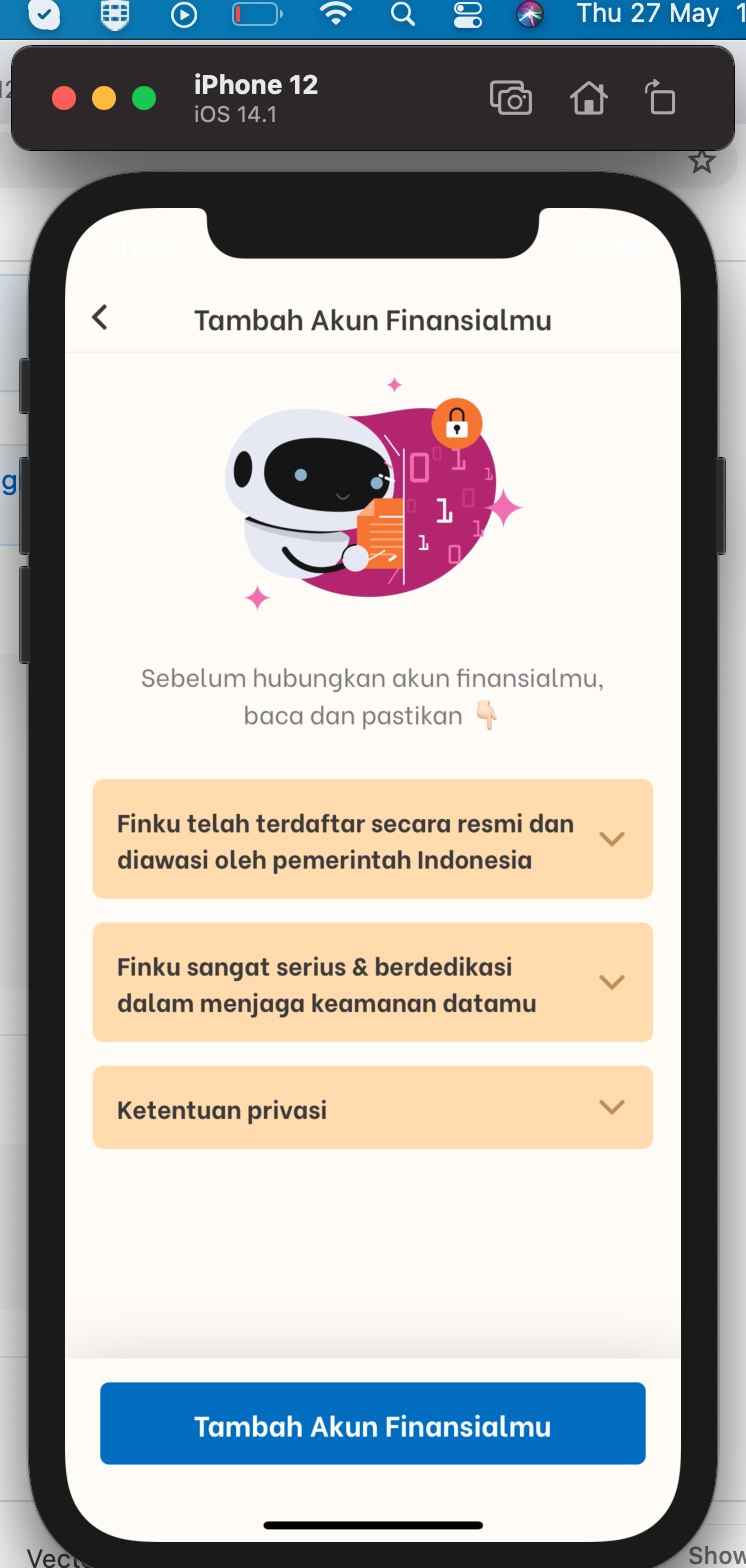 Thu 27 May
iPhone 12
iOS 14.1
11:56
Tambah Akun Finansialmu
Sebelum hubungkan akun finansialmu,
baca dan pastikan 👇🏻
Finku telah terdaftar secara resmi dan
diawasi oleh pemerintah Indonesia
Finku sangat serius & berdedikasi
dalam menjaga keamanan datamu
Ketentuan privasi
Tambah Akun Finansialmu
Show